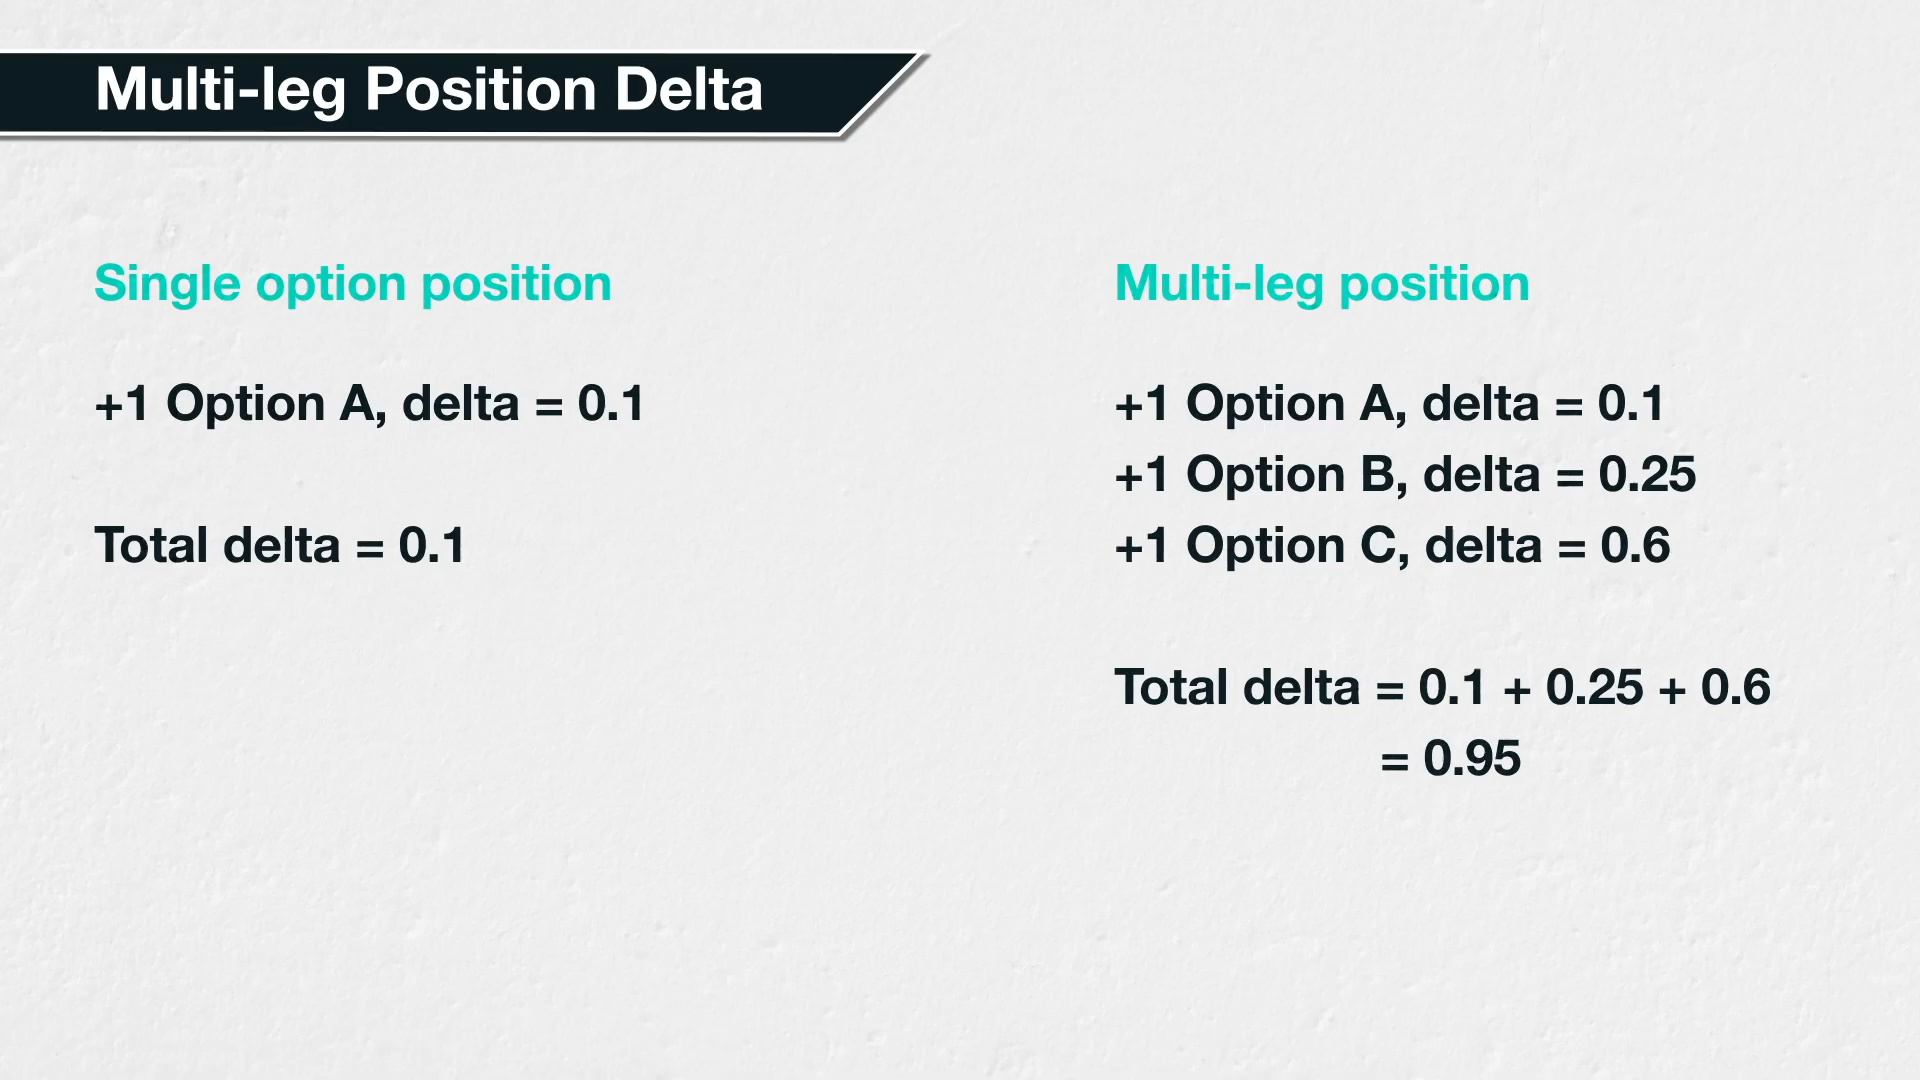 Multi-leg Position Delta
Single option position
+1 Option A, delta = 0.1
Total delta = 0.1
Multi-leg position
+1 Option A, delta = 0.1
+1 Option B, delta = 0.25
+1 Option C, delta = 0.6
Total delta = 0.1 + 0.25 + 0.6
= 0.95